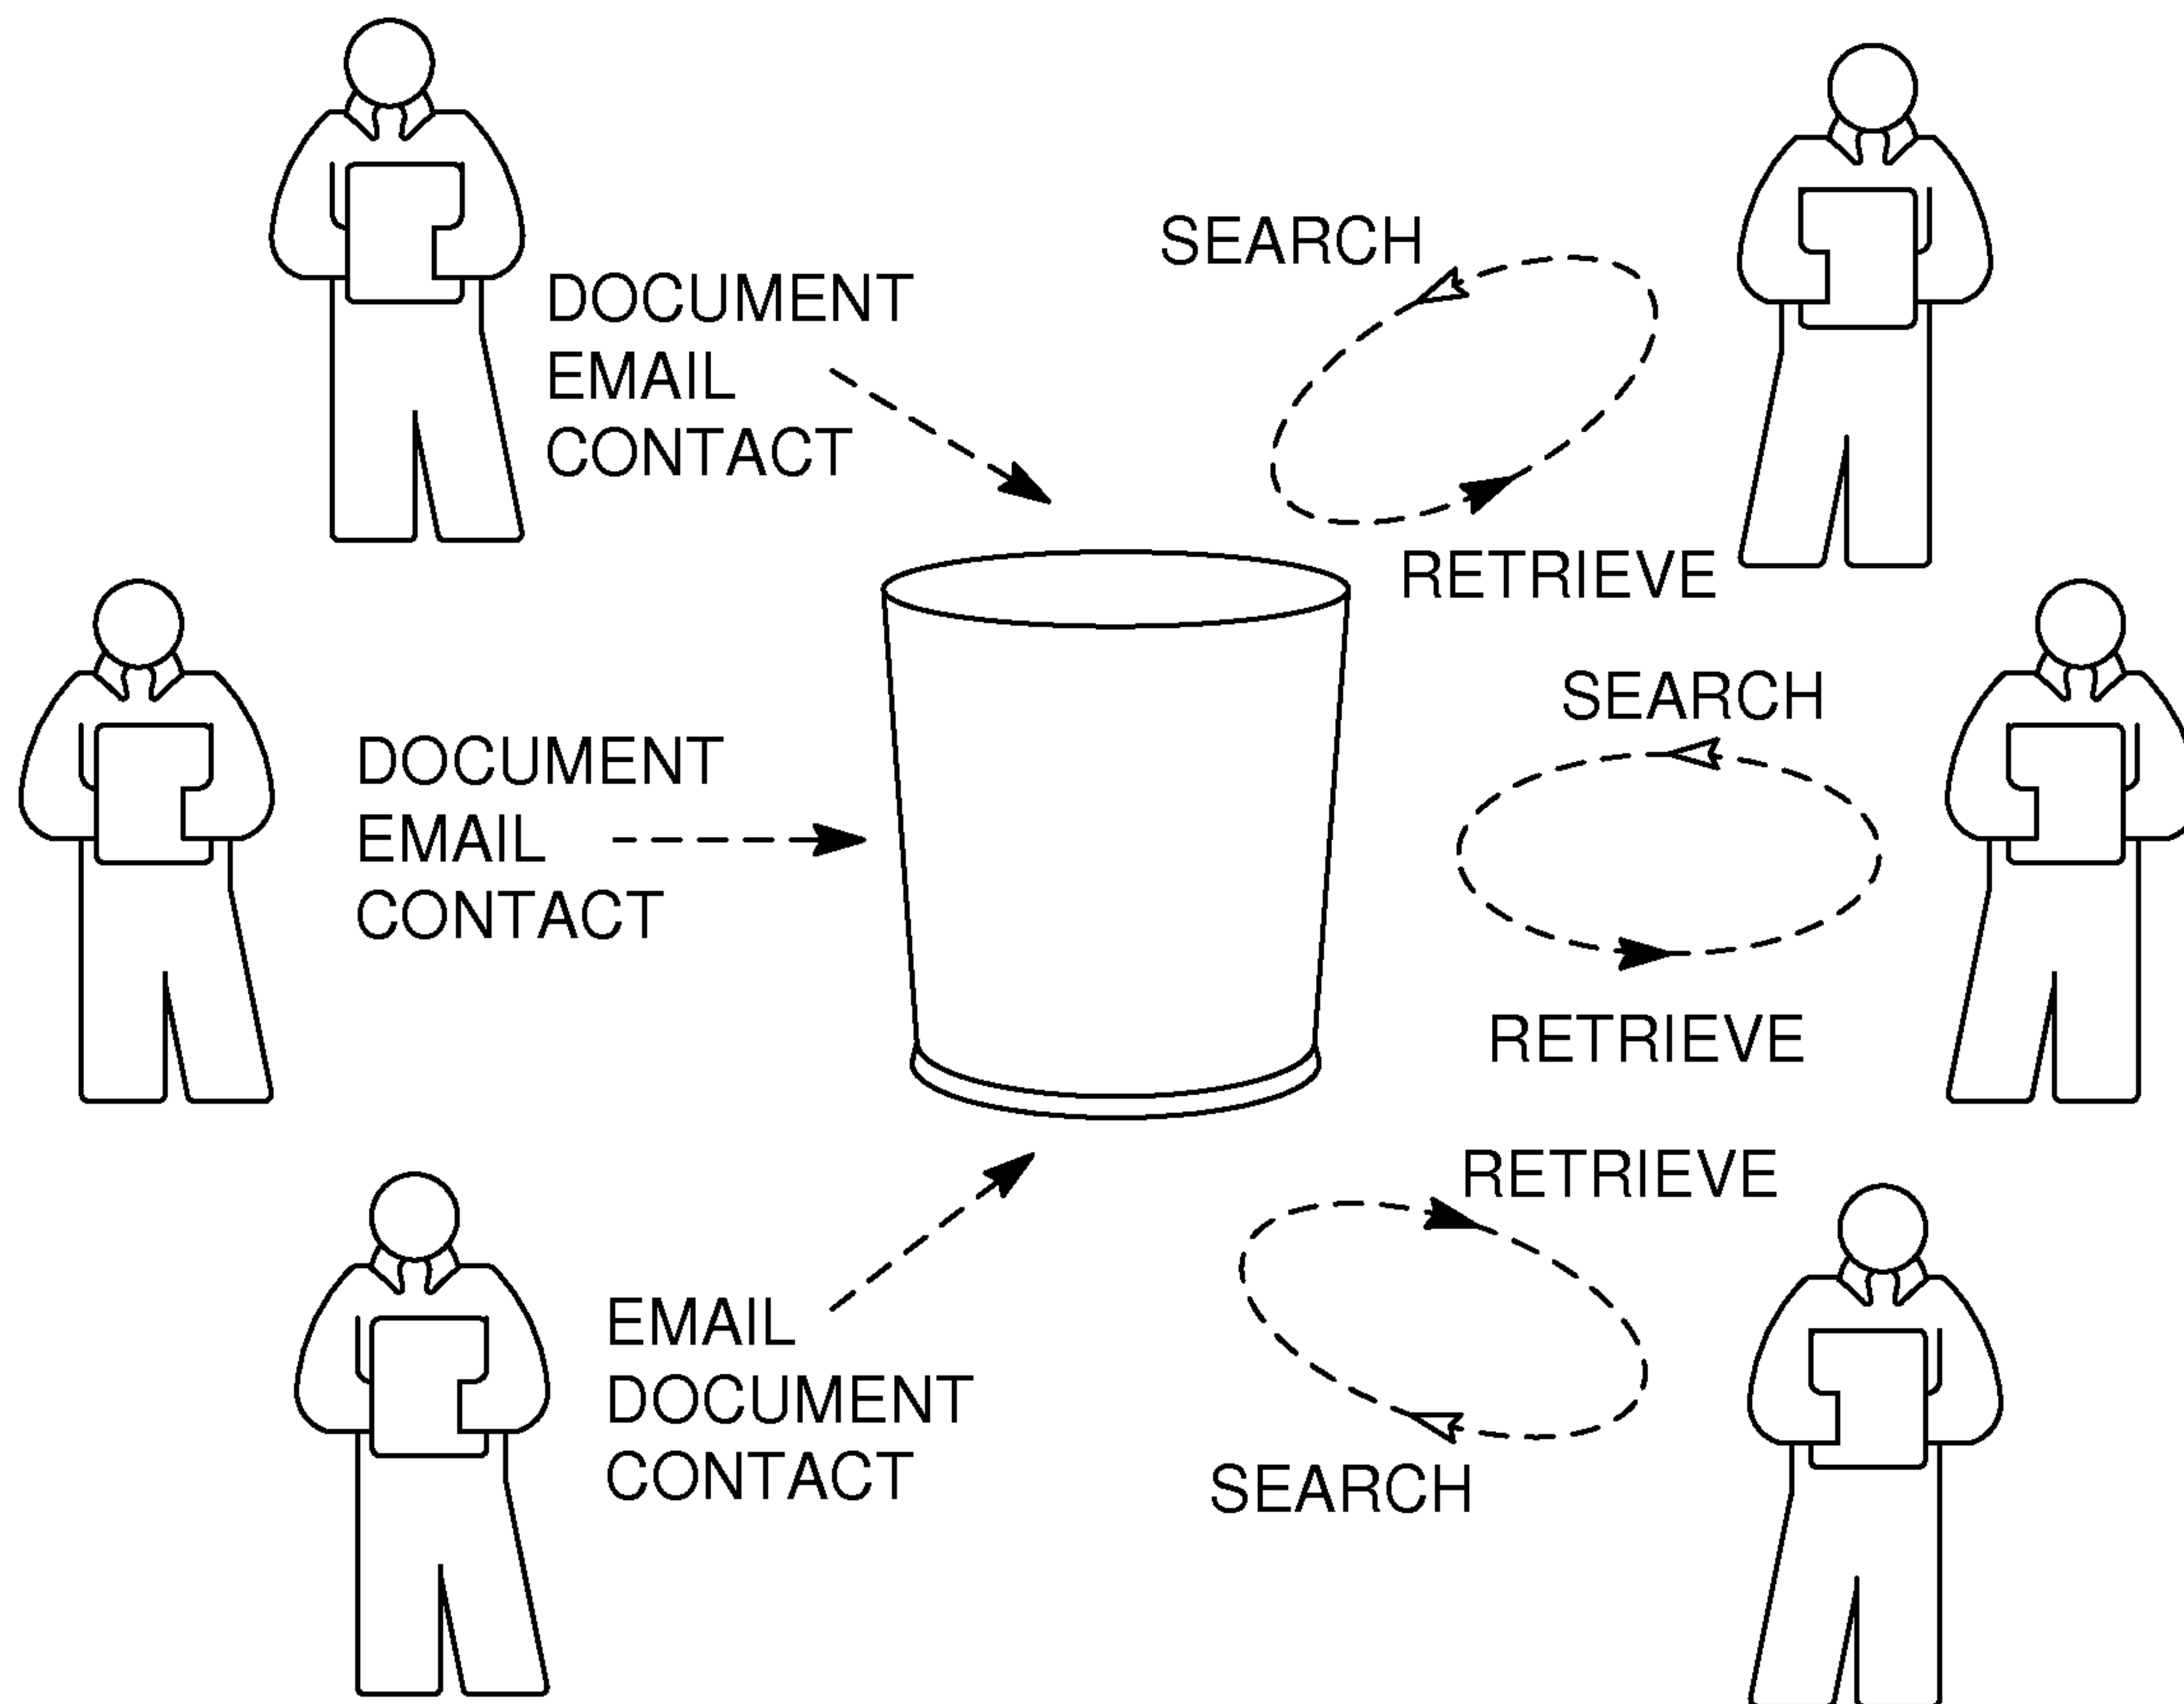 DOCUMENT
EMAIL
CONTACT
SEARCH
RETRIEVE
DOCUMENT
EMAIL
CONTACT
SEARCH
RETRIEVE
EMAIL
DOCUMENT
CONTACT
RETRIEVE
SEARCH